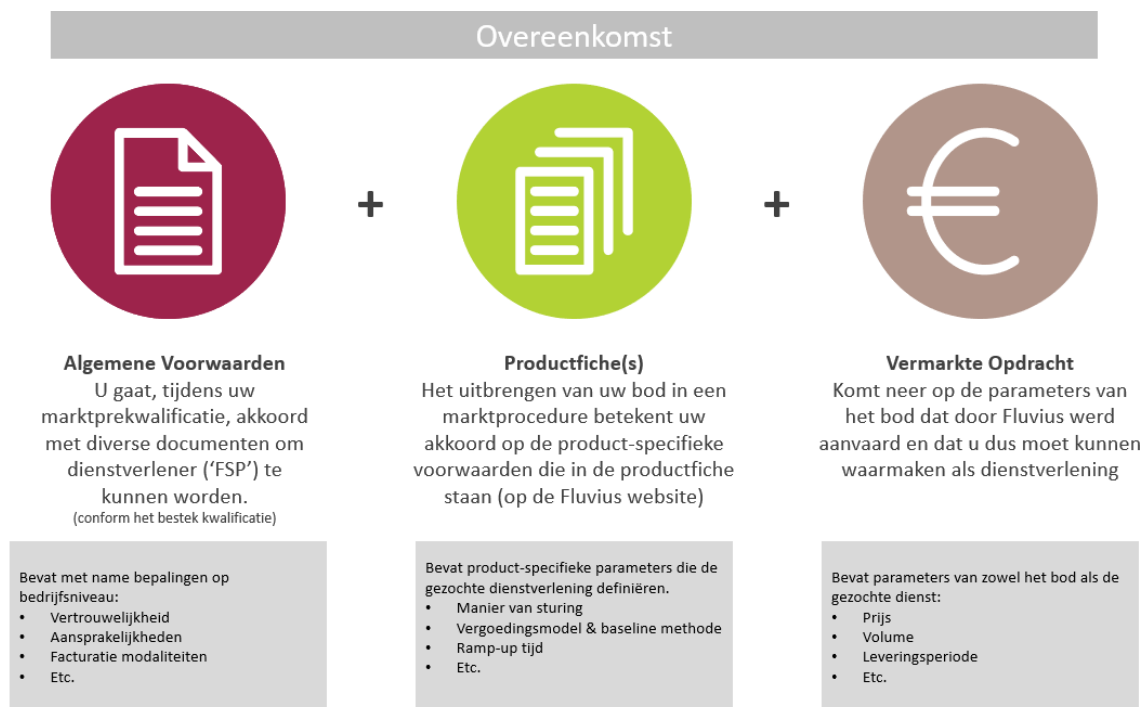 Overeenkomst
+
+
Algemene Voorwaarden
U gaat, tijdens uw
marktprekwalificatie, akkoord
met diverse documenten om
dienstverlener (‘FSP’) te
kunnen worden.
(conform het bestek kwalificatie)
Productfiche(s)
Het uitbrengen van uw bod in een
marktprocedure betekent uw
akkoord op de product-specifieke
voorwaarden die in de productfiche
staan (op de Fluvius website)
Vermarkte Opdracht
Komt neer op de parameters van
het bod dat door Fluvius werd
aanvaard en dat u dus moet kunnen
waarmaken als dienstverlening
Bevat met name bepalingen op
bedrijfsniveau:
• Vertrouwelijkheid
• Aansprakelijkheden
• Facturatie modaliteiten
• Etc.
Bevat product-specifieke parameters die de
gezochte dienstverlening definiëren.
• Manier van sturing
• Vergoedingsmodel & baseline methode
• Ramp-up tijd
• Etc.
Bevat parameters van zowel het bod als de
gezochte dienst:
• Prijs
• Volume
• Leveringsperiode
• Etc.